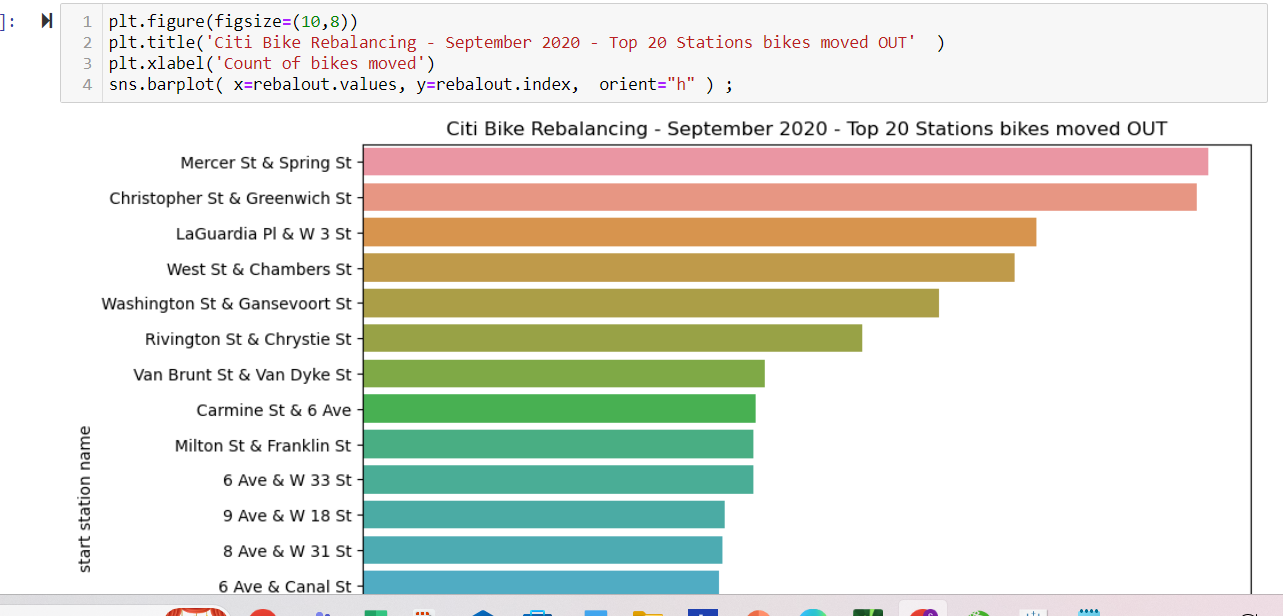 ]:
1 plt.figure(figsize=(10,8))
2 plt.title('Citi Bike Rebalancing - September 2020 - Top 20 Stations bikes moved OUT'  )
3 plt.xlabel('Count of bikes moved')
4 sns.barplot( x=rebalout.values, y=rebalout.index,  orient="h" ) ;
Citi Bike Rebalancing - September 2020 - Top 20 Stations bikes moved OUT
Mercer St & Spring St
Christopher St & Greenwich St
LaGuardia Pl & W 3 St
West St & Chambers St
Washington St & Gansevoort St
Rivington St & Chrystie St
Van Brunt St & Van Dyke St
Carmine St & 6 Ave
Milton St & Franklin St
6 Ave & W 33 St
9 Ave & W 18 St
8 Ave & W 31 St
6 Ave & Canal St
start station name